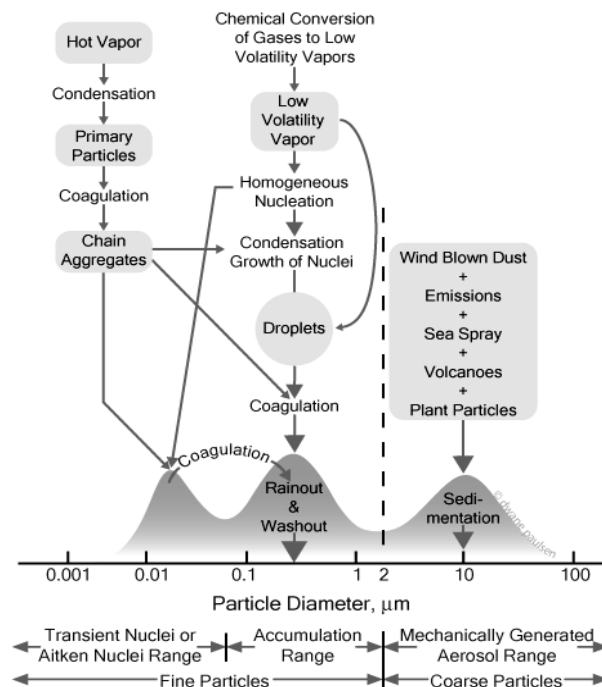 Hot Vapor
Condensation
Primary
Particles
Coagulation
Chain
Aggregates
Chemical Conversion
of Gases to Low
Volatility Vapors
Low
Volatility
Vapor
Homogeneous
Nucleation
Condensation
Growth of Nuclei
Droplets
Coagulation
Wind Blown Dust
+
Emissions
+
Sea Spray
+
Volcanoes
+
Plant Particles
Coagulation
Rainout
&
Washout
Sedi-
mentation
© dwane paulsen
0.001 0.01 0.1 1 2 10 100
Particle Diameter, µm
Transient Nuclei or
Aitken Nuclei Range
Accumulation
Range
Mechanically Generated
Aerosol Range
Fine Particles
Coarse Particles